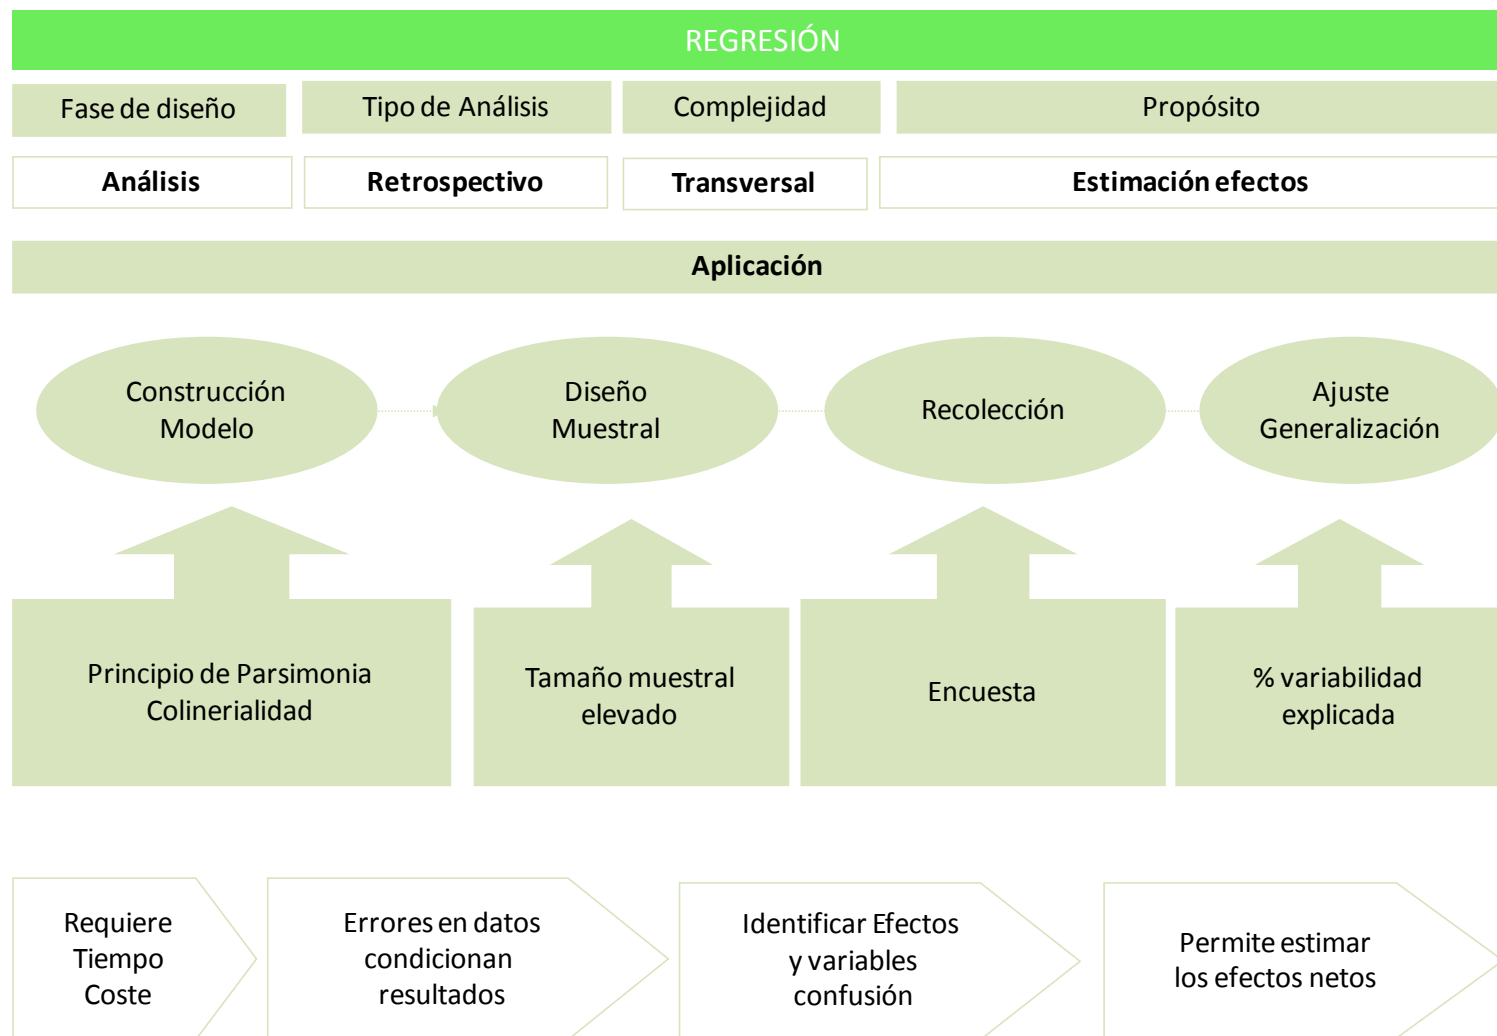 REGRESIÓN
Fase de diseño
Tipo de Análisis
Complejidad
Propósito
Análisis
Retrospectivo
Transversal
Estimación efectos
Aplicación
Construcción
Modelo
Diseño
Muestral
Recolección
Ajuste
Generalización
Principio de Parsimonia
Colinerialidad
Tamaño muestral
elevado
Encuesta
% variabilidad
explicada
Requiere
Tiempo
Coste
Errores en datos
condicionan
resultados
Identificar Efectos
y variables
confusión
Permite estimar
los efectos netos